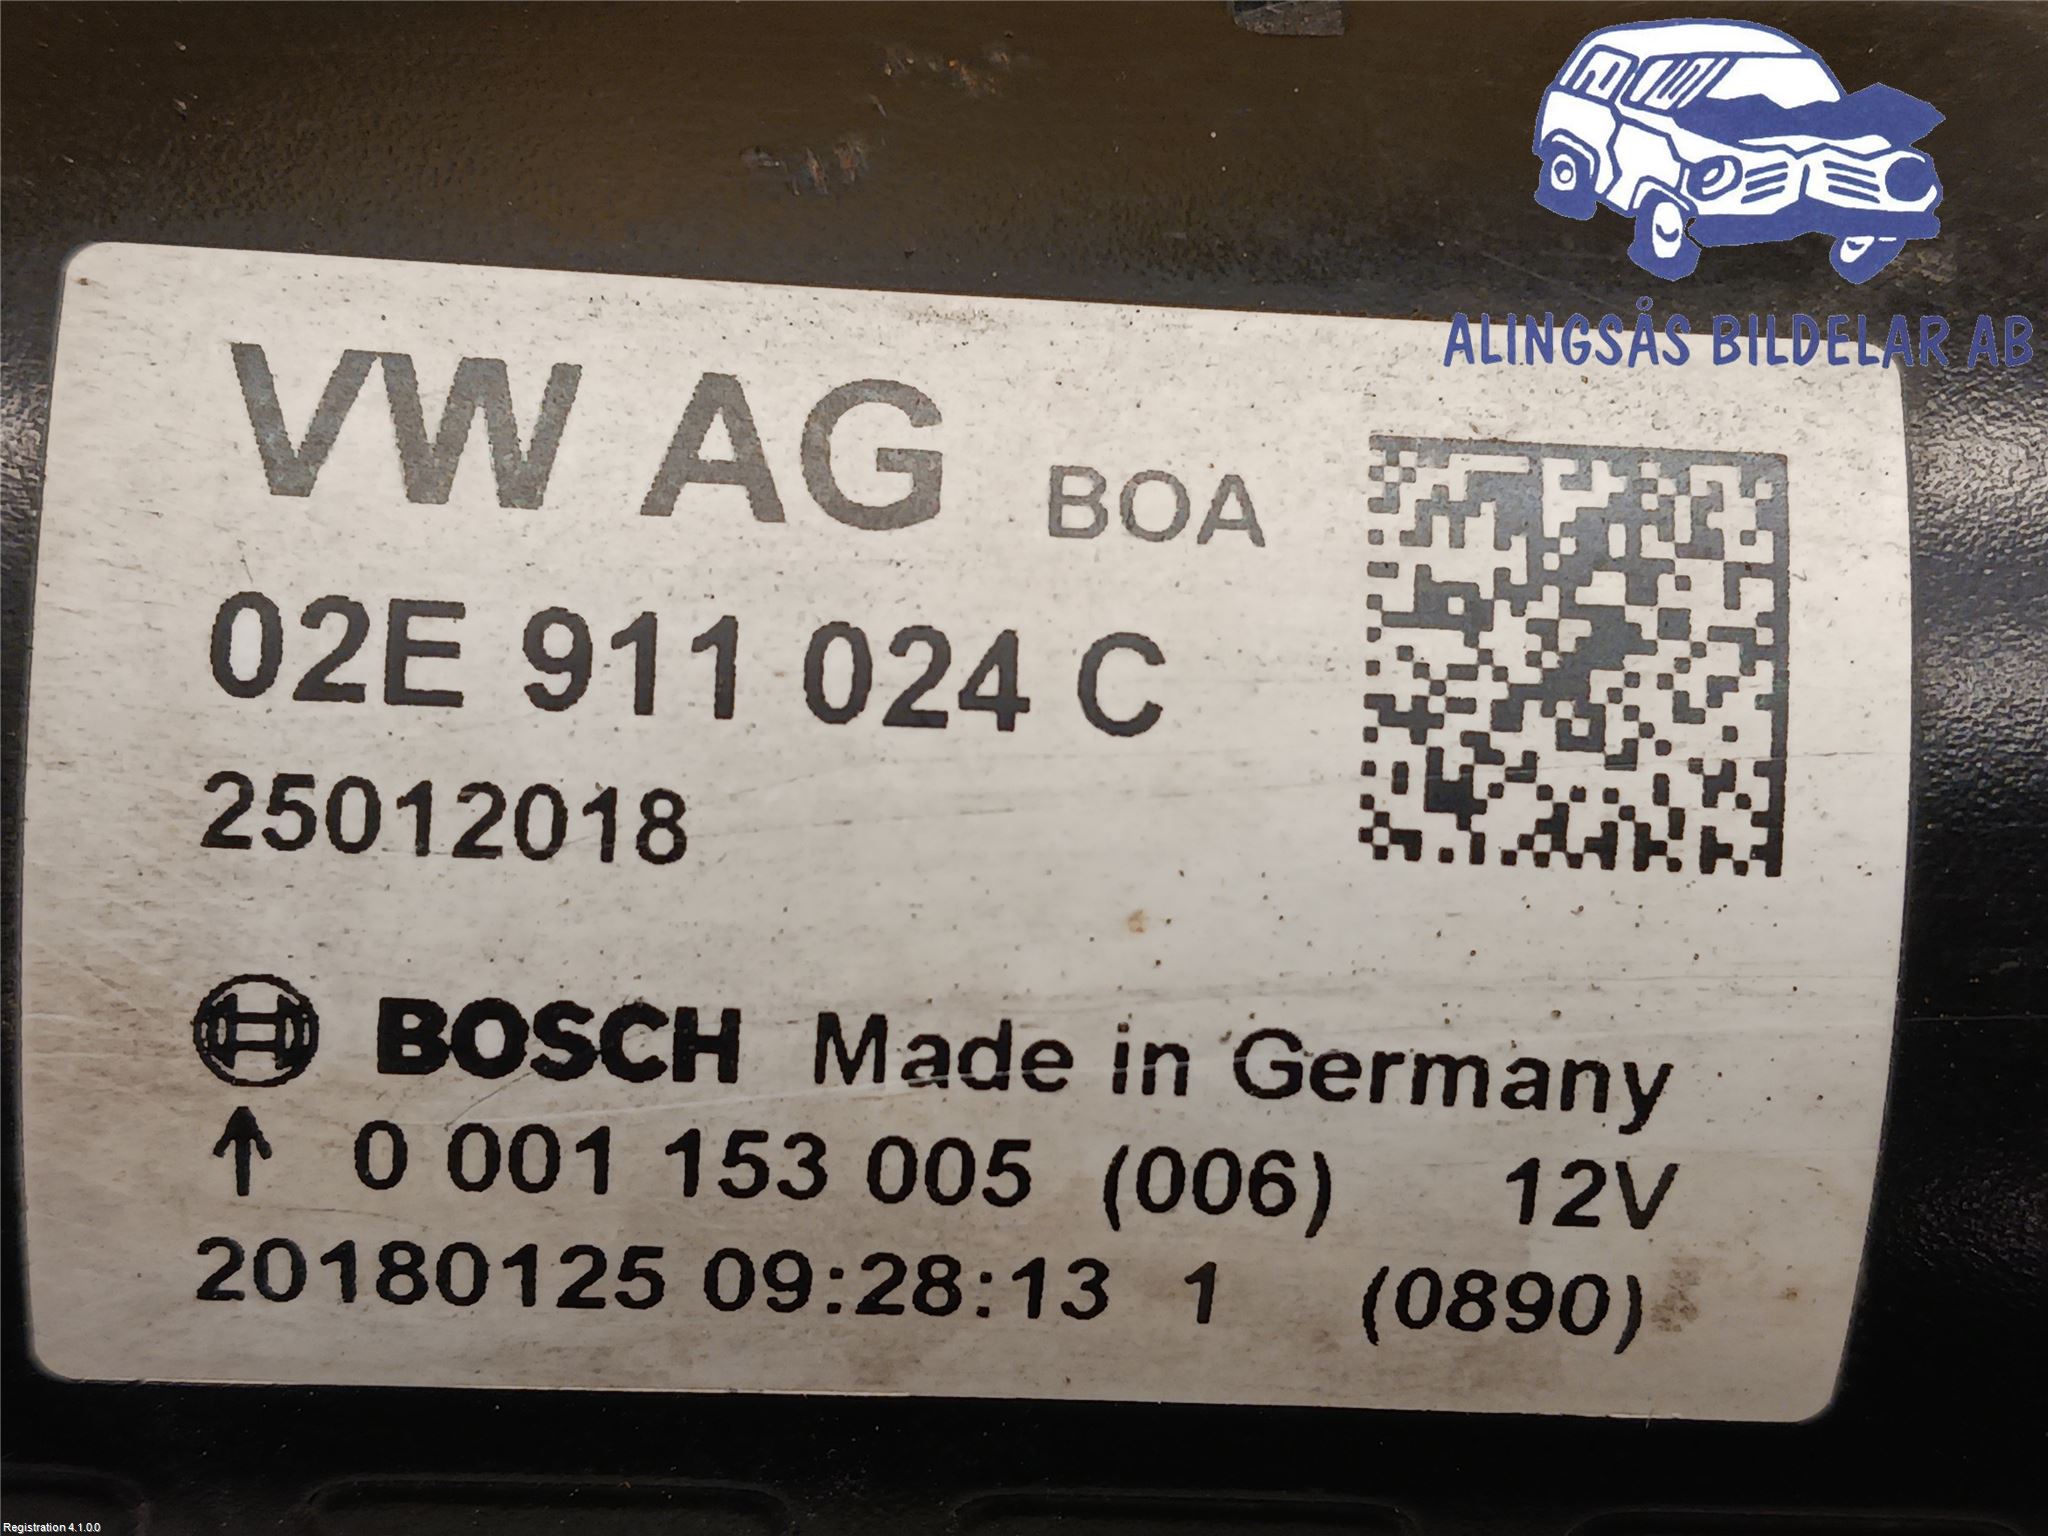 ALINGSÅS BILDELAR AB
VW AG BOA
02E 911 024 C
25012018
BOSCH Made in Germany
↑ 0 001 153 005 (006) 12V
20180125 09:28:13 1 (0890)
Registration 4.1.0.0